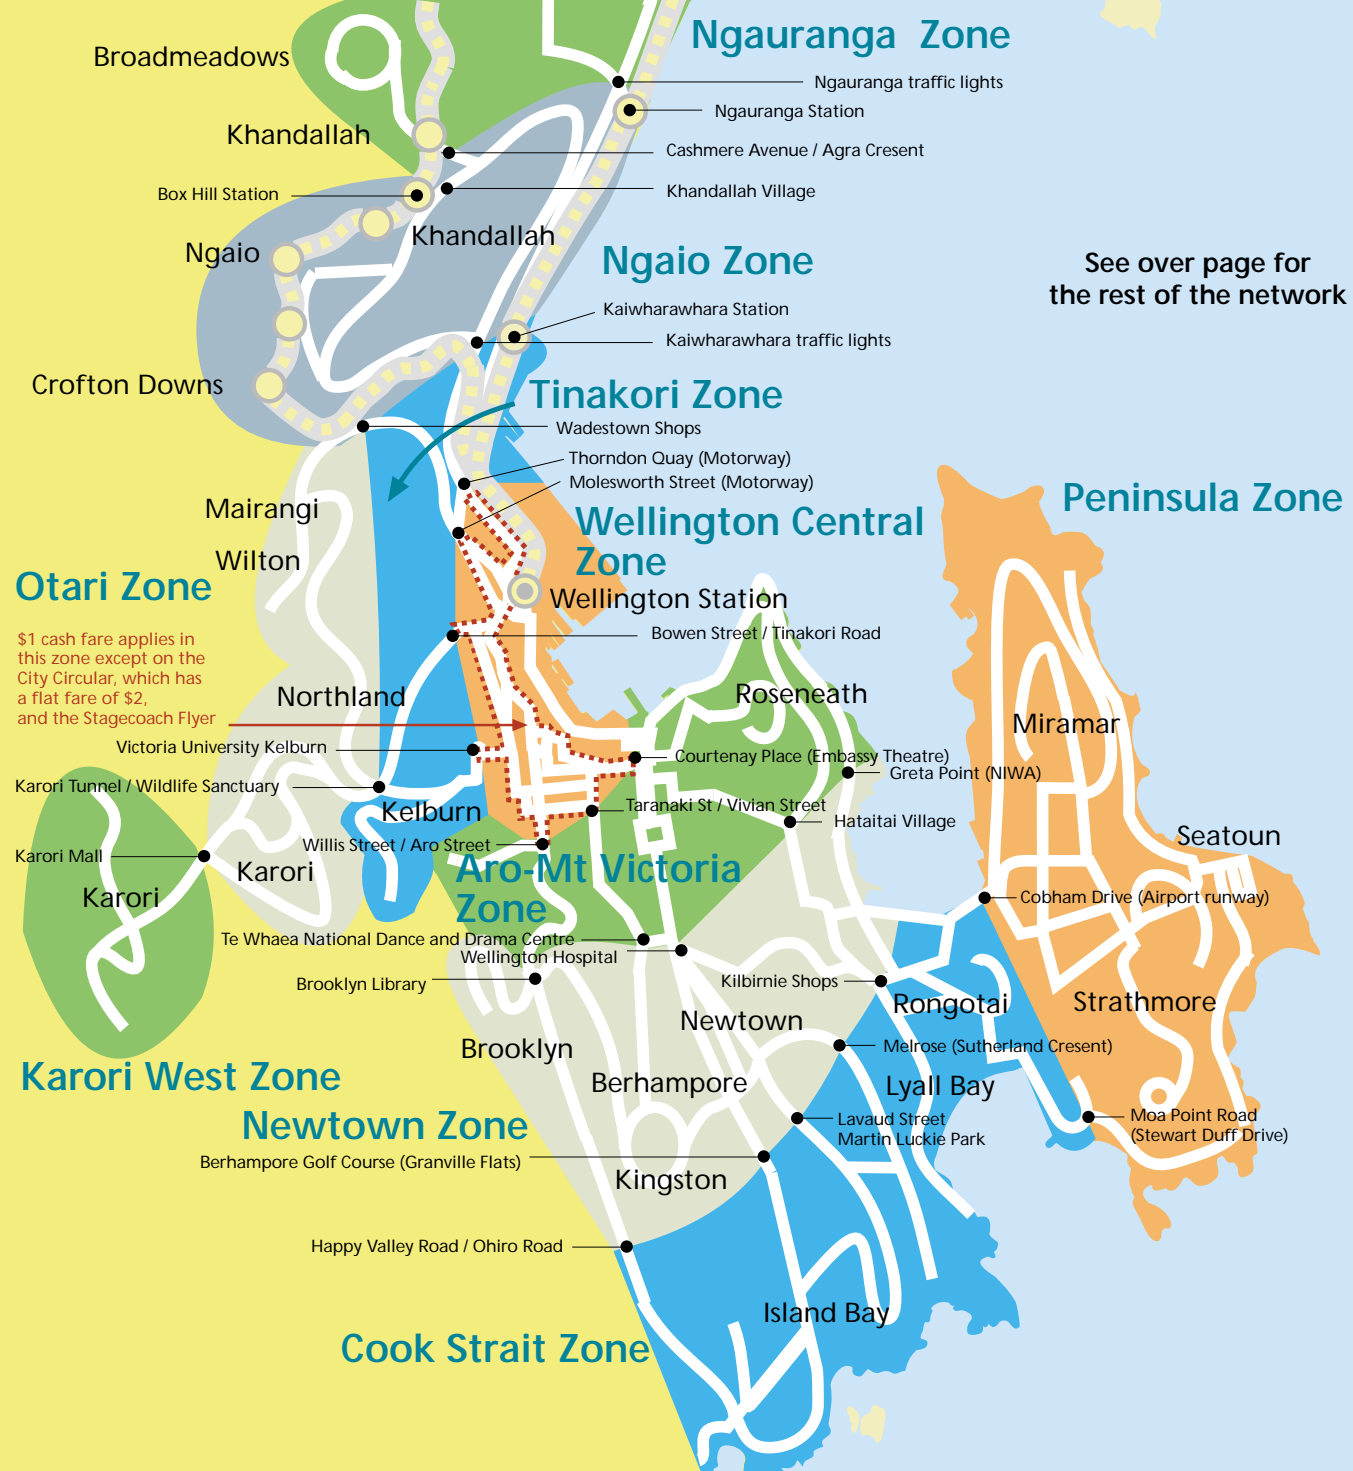 Ngauranga Zone
Broadmeadows
Ngauranga traffic lights
Ngauranga Station
Khandallah
Cashmere Avenue / Agra Cresent
Khandallah Village
Box Hill Station
Khandallah
Ngaio
Ngaio Zone
See over page for
the rest of the network
Kaiwharawhara Station
Kaiwharawhara traffic lights
Crofton Downs
Tinakori Zone
Wadestown Shops
Thorndon Quay (Motorway)
Molesworth Street (Motorway)
Peninsula Zone
Mairangi
Wellington Central
Zone
Wilton
Otari Zone
Wellington Station
$1 cash fare applies in
this zone except on the
City Circular, which has
a flat fare of $2,
and the Stagecoach Flyer
Bowen Street / Tinakori Road
Northland
Roseneath
Miramar
Victoria University Kelburn
Courtenay Place (Embassy Theatre)
Greta Point (NIWA)
Karori Tunnel / Wildlife Sanctuary
Kelburn
Taranaki St / Vivian Street
Hataitai Village
Seatoun
Willis Street / Aro Street
Karori Mall
Karori
Aro-Mt Victoria
Zone
Karori
Cobham Drive (Airport runway)
Te Whaea National Dance and Drama Centre
Wellington Hospital
Brooklyn Library
Kilbirnie Shops
Rongotai
Strathmore
Newtown
Brooklyn
Melrose (Sutherland Cresent)
Karori West Zone
Berhampore
Lyall Bay
Newtown Zone
Lavaud Street
Martin Luckie Park
Moa Point Road
(Stewart Duff Drive)
Berhampore Golf Course (Granville Flats)
Kingston
Happy Valley Road / Ohiro Road
Island Bay
Cook Strait Zone